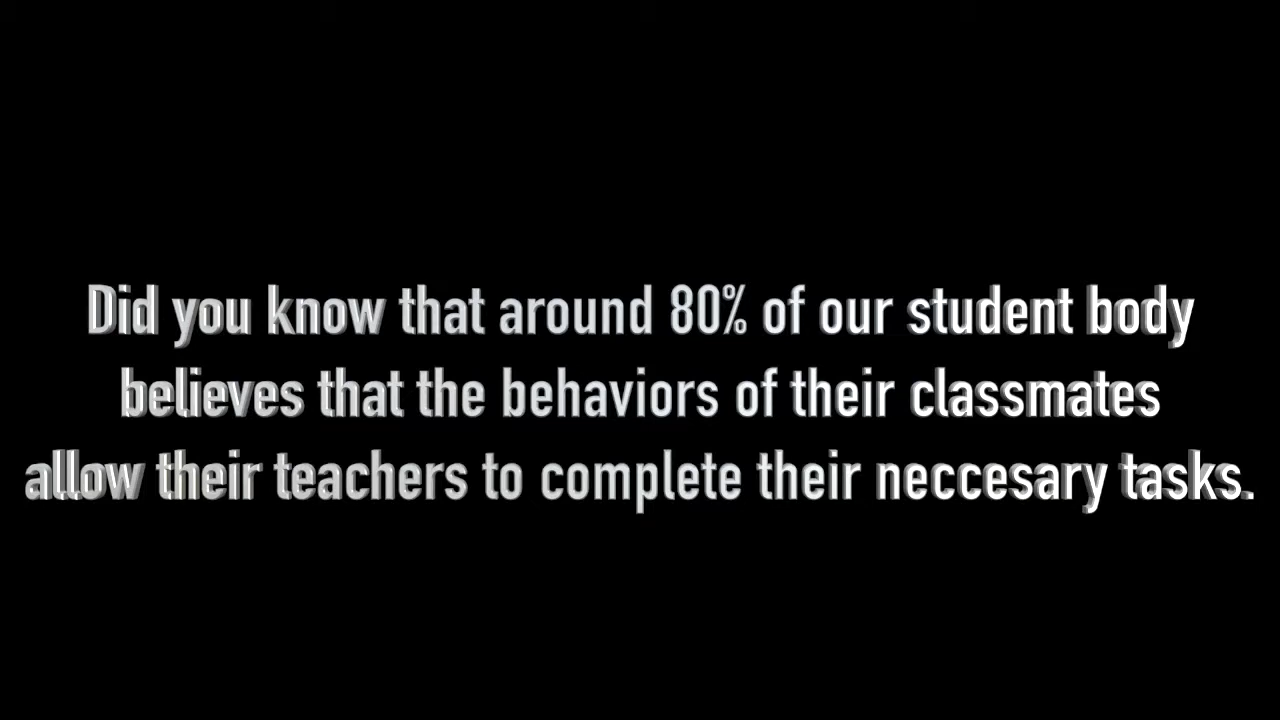 Did you know that around 80% of our student body
believes that the behaviors of their classmates
allow their teachers to complete their neccesary tasks.